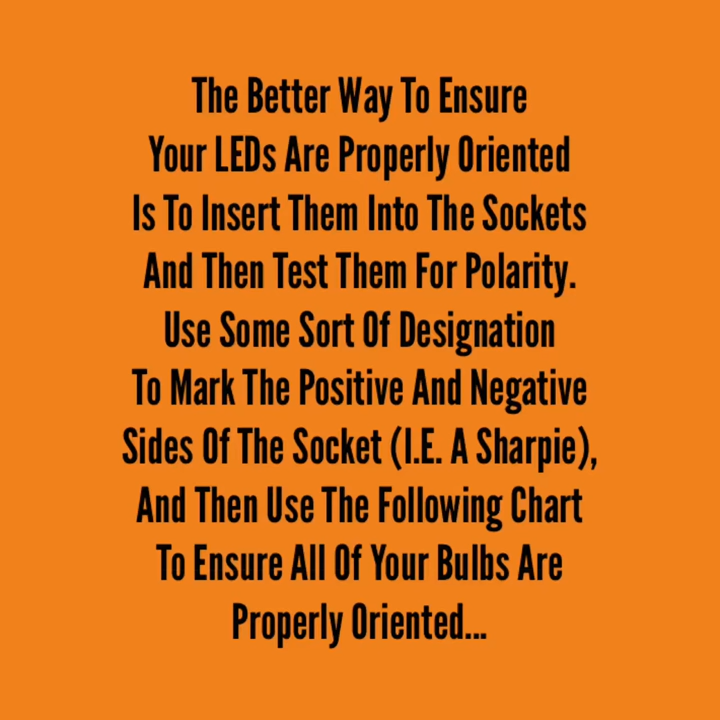 The Better Way To Ensure
Your LEDs Are Properly Oriented
Is To Insert Them Into The Sockets
And Then Test Them For Polarity.
Use Some Sort Of Designation
To Mark The Positive And Negative
Sides Of The Socket (I.E. A Sharpie),
And Then Use The Following Chart
To Ensure All Of Your Bulbs Are
Properly Oriented...